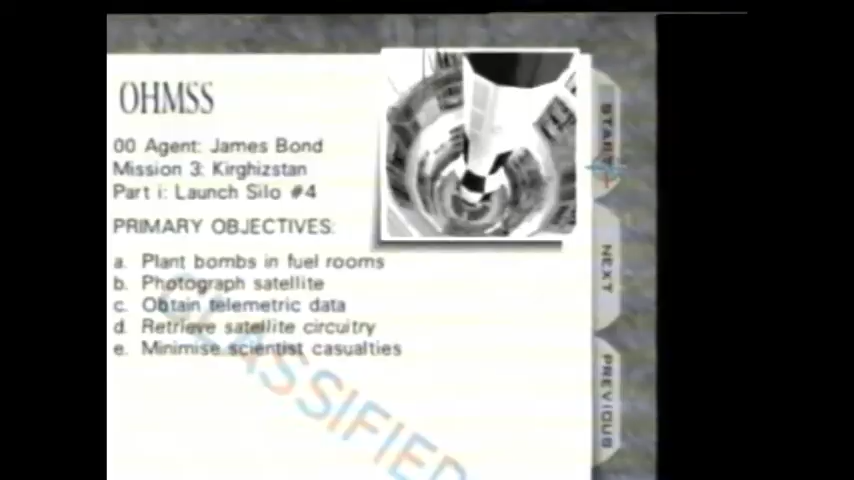 OHMSS
00 Agent: James Bond
Mission 3: Kirghizstan
Part i: Launch Silo #4
PRIMARY OBJECTIVES:
a. Plant bombs in fuel rooms
b. Photograph satellite
c. Obtain telemetric data
d. Retrieve satellite circuitry
e. Minimise scientist casualties
CLASSIFIED
START
NEXT
PREVIOUS